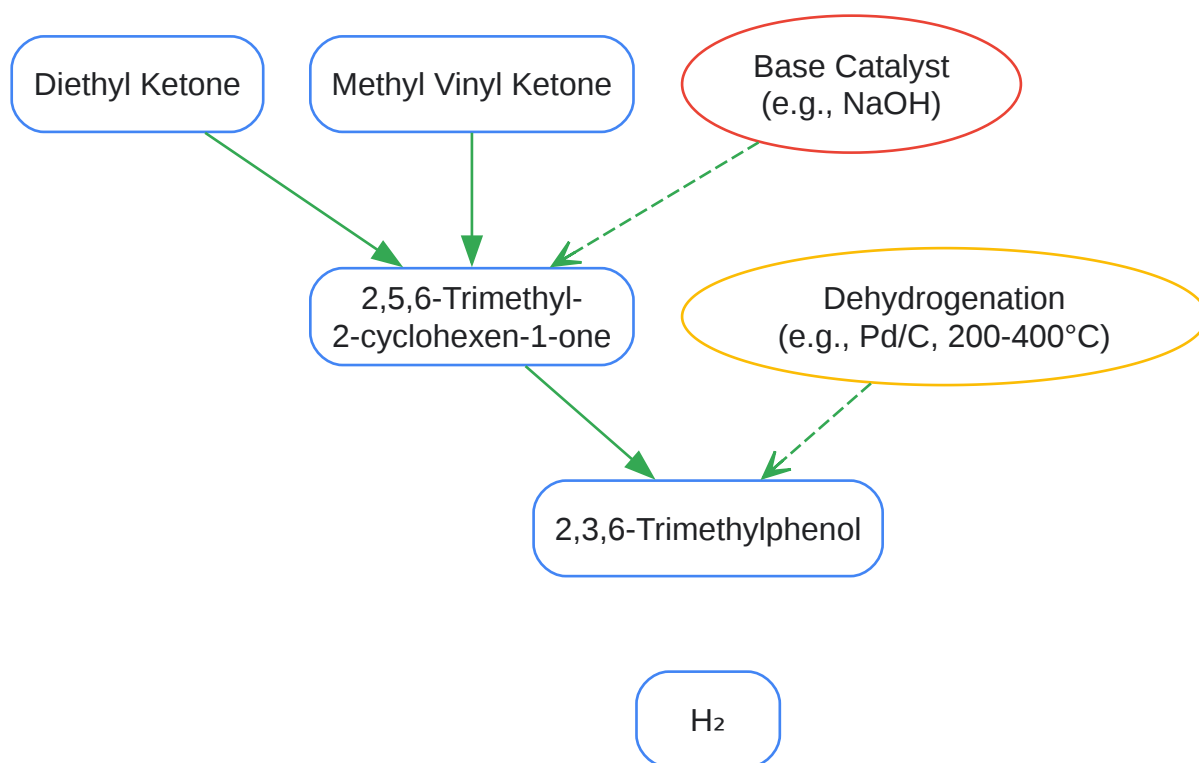 Diethyl Ketone
Methyl Vinyl Ketone
Base Catalyst
(e.g., NaOH)
2,5,6-Trimethyl-
2-cyclohexen-1-one
Dehydrogenation
(e.g., Pd/C, 200-400°C)
2,3,6-Trimethylphenol
H₂